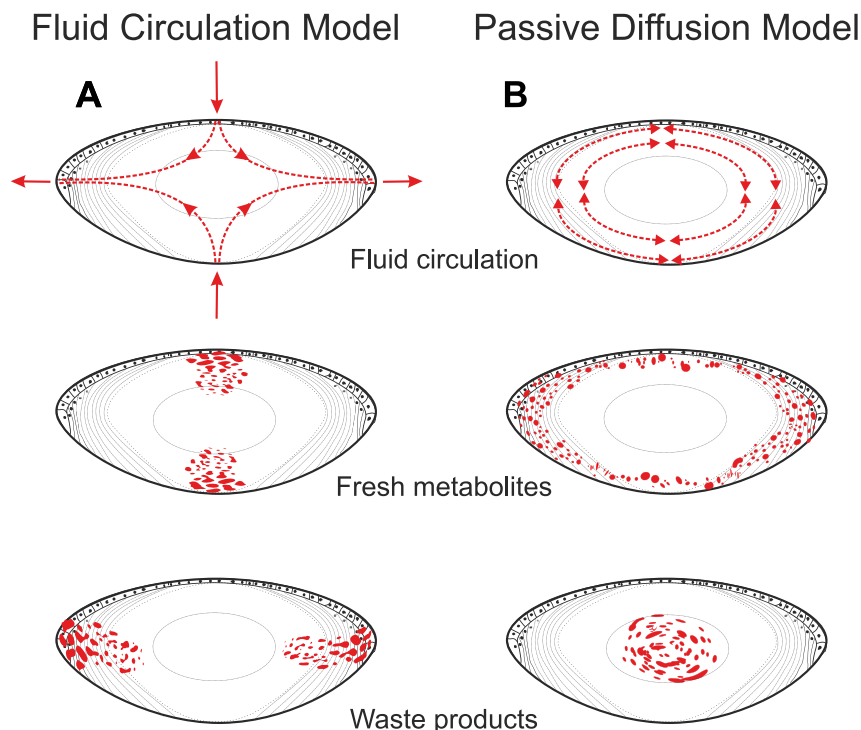 Fluid Circulation Model
Passive Diffusion Model
A
B
Fluid circulation
Fresh metabolites
Waste products